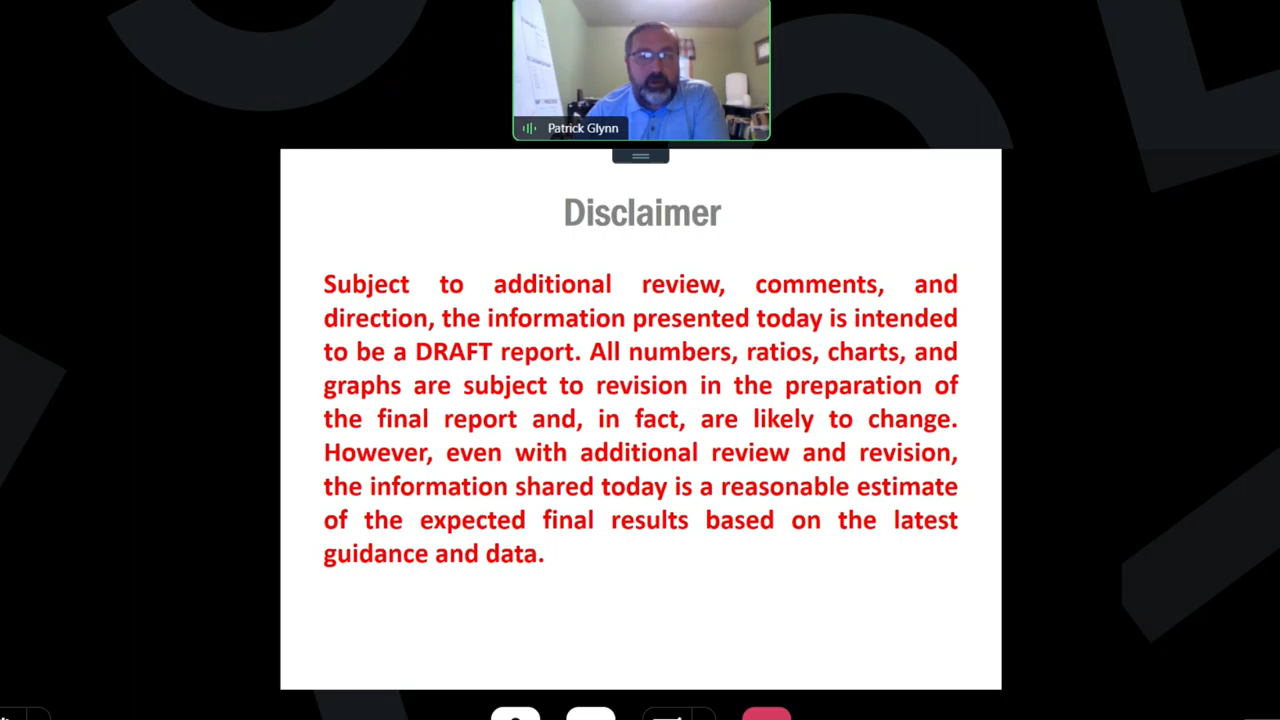 Patrick Glynn
Disclaimer
Subject to additional review, comments, and
direction, the information presented today is intended
to be a DRAFT report. All numbers, ratios, charts, and
graphs are subject to revision in the preparation of
the final report and, in fact, are likely to change.
However, even with additional review and revision,
the information shared today is a reasonable estimate
of the expected final results based on the latest
guidance and data.